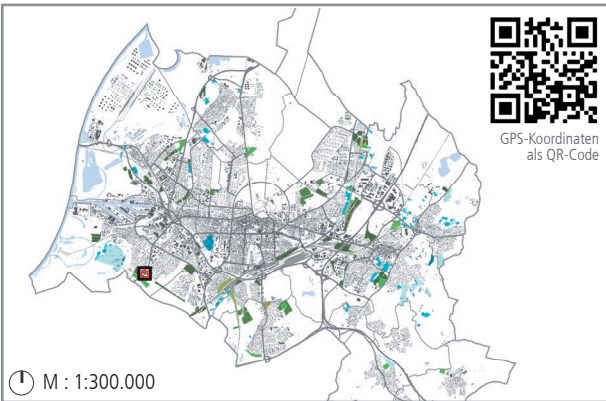 GPS-Koordinaten
als QR-Code
M : 1:300.000